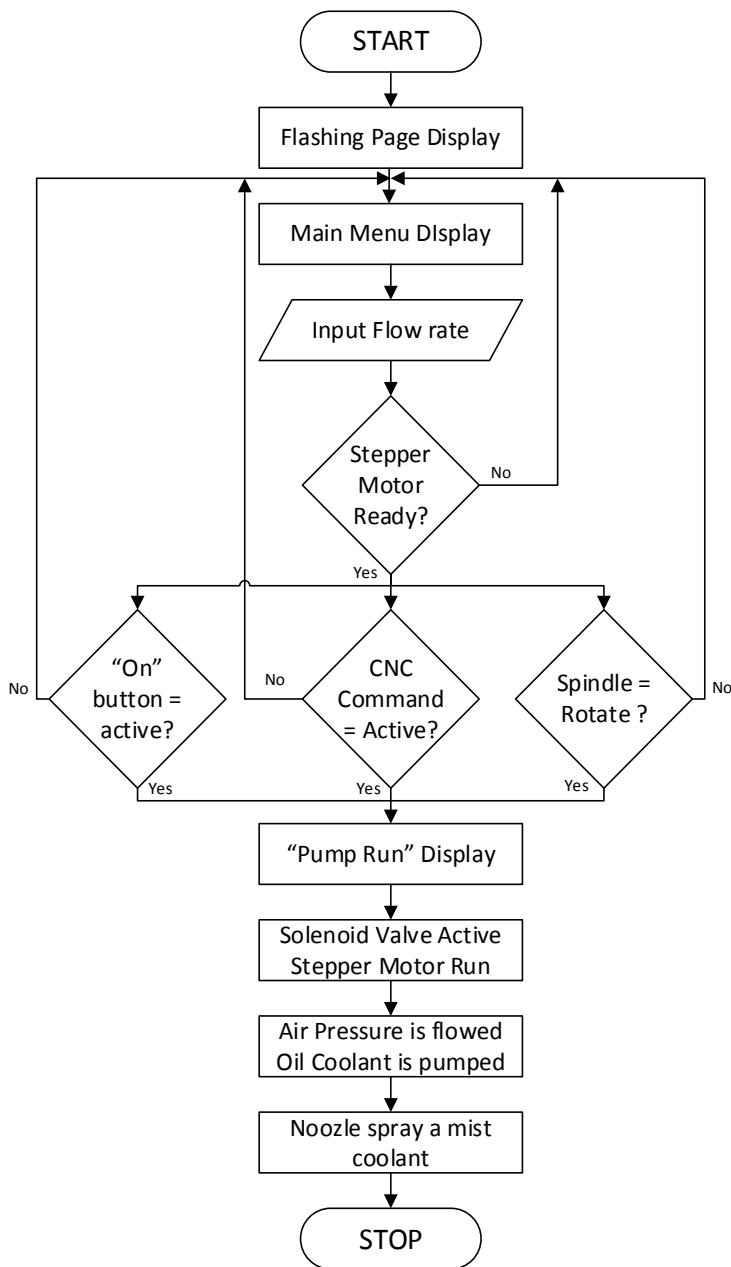 START
Flashing Page Display
Main Menu DIsplay
Input Flow rate
Stepper
Motor
Ready?
No
Yes
“On”
button =
active?
No
Yes
CNC
Command
= Active?
No
Yes
Spindle =
Rotate ?
No
Yes
“Pump Run” Display
Solenoid Valve Active
Stepper Motor Run
Air Pressure is flowed
Oil Coolant is pumped
Noozle spray a mist
coolant
STOP